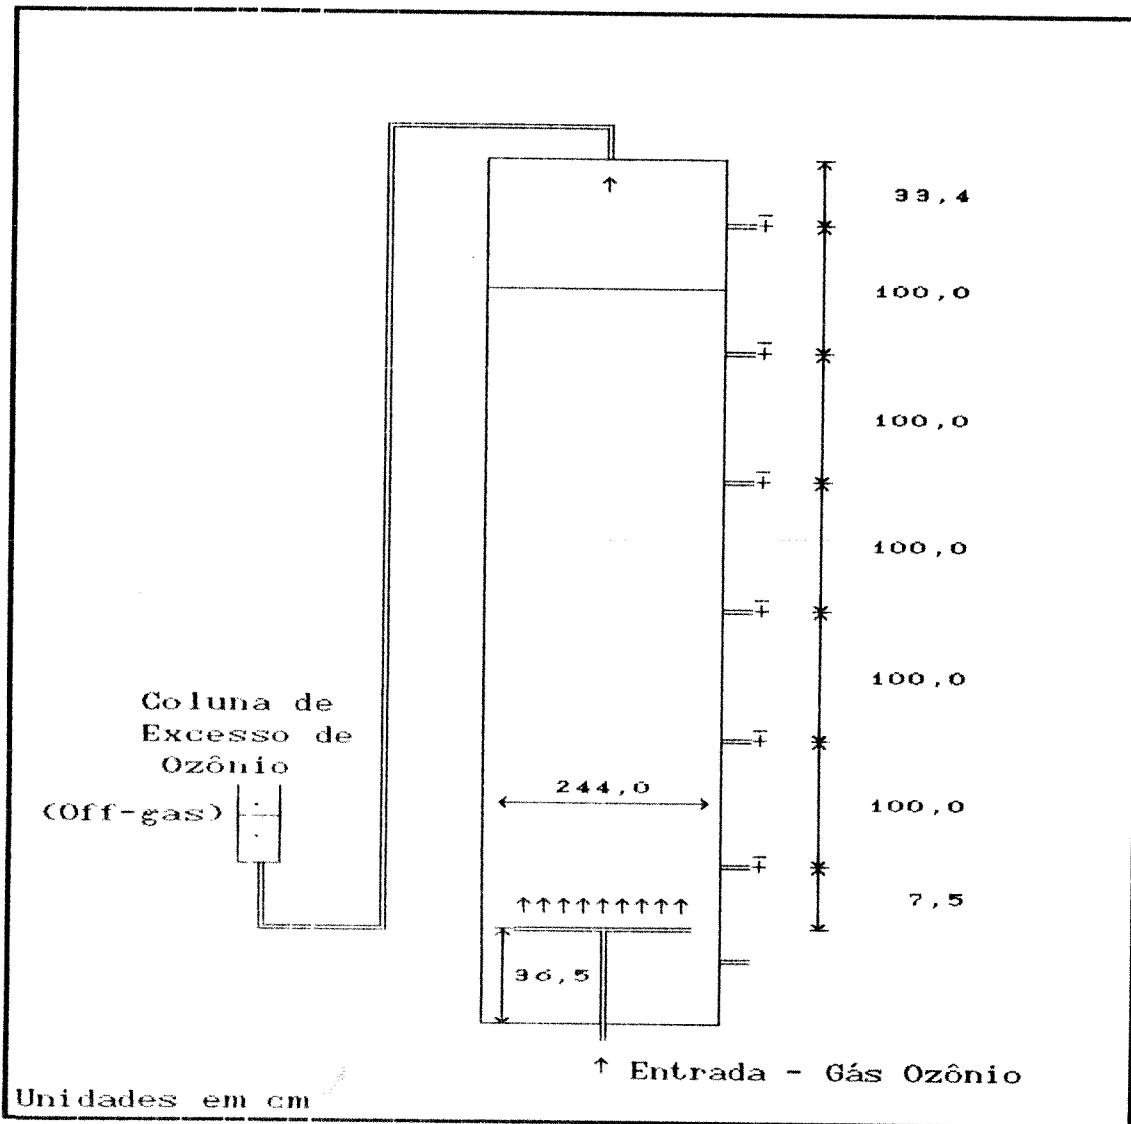 33,4
100,0
100,0
100,0
100,0
Coluna de
Excesso de
Ozônio
(Off-gas)
244,0
100,0
7,5
36,5
Entrada - Gás Ozônio
Unidades em cm